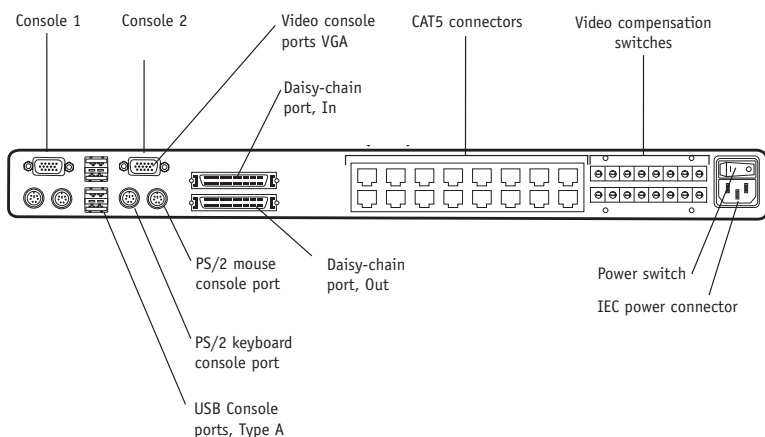 Console 1
Console 2
Video console
ports VGA
CAT5 connectors
Video compensation
switches
Daisy-chain
port, In
PS/2 mouse
console port
Daisy-chain
port, Out
Power switch
IEC power connector
PS/2 keyboard
console port
USB Console
ports, Type A